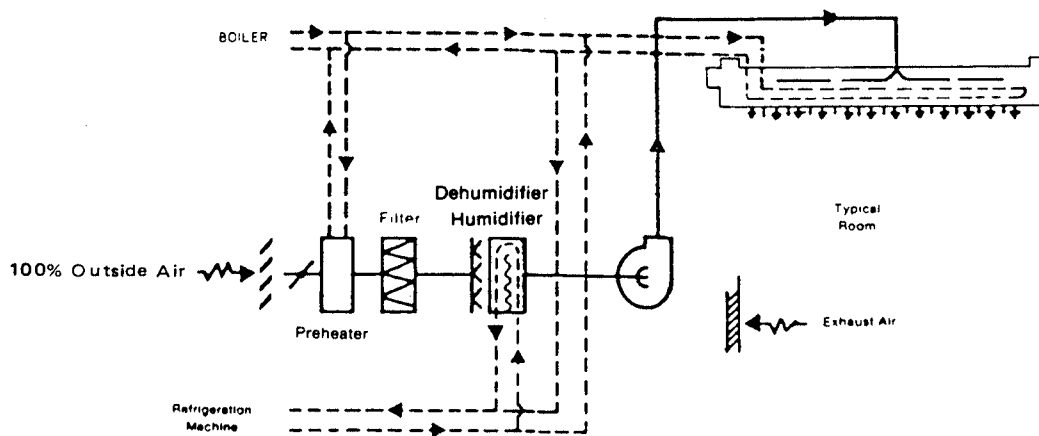 BOILER
Dehumidifier
Humidifier
Filter
Typical
Room
100% Outside Air
Preheater
Exhaust Air
Refrigeration
Machine